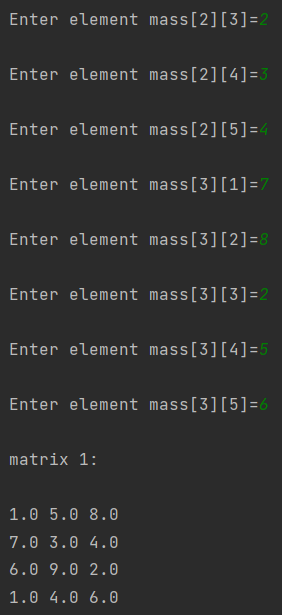 Enter element mass[2][3]=2
Enter element mass[2][4]=3
Enter element mass[2][5]=4
Enter element mass[3][1]=7
Enter element mass[3][2]=8
Enter element mass[3][3]=2
Enter element mass[3][4]=5
Enter element mass[3][5]=6
matrix 1:
1.0 5.0 8.0
7.0 3.0 4.0
6.0 9.0 2.0
1.0 4.0 6.0